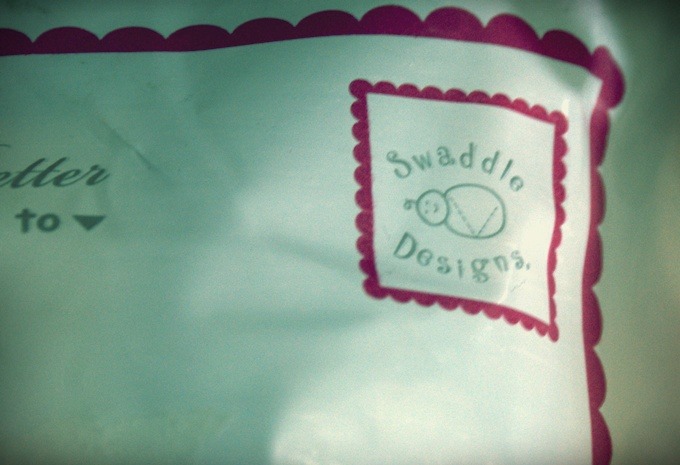 etter
to
Swaddle
Designs.